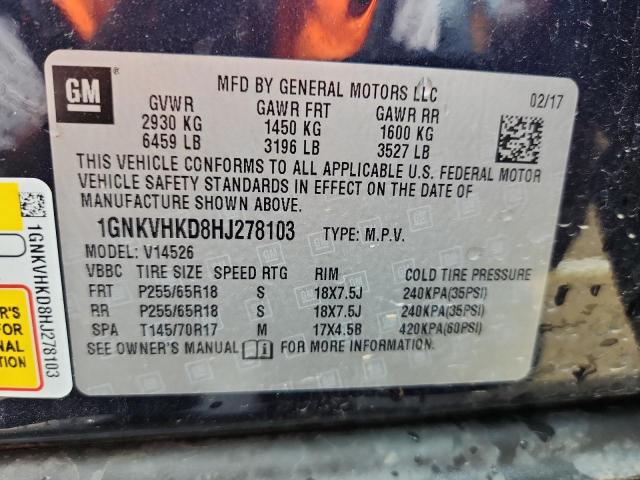 GM
MFD BY GENERAL MOTORS LLC
02/17
GVWR GAWR FRT GAWR RR
2930 KG 1450 KG 1600 KG
6459 LB 3196 LB 3527 LB
THIS VEHICLE CONFORMS TO ALL APPLICABLE U.S. FEDERAL MOTOR
VEHICLE SAFETY STANDARDS IN EFFECT ON THE DATE OF
MANUFACTURE SHOWN ABOVE.
1GNKVHKD8HJ278103 TYPE: M.P.V.
MODEL: V14526
VBBC TIRE SIZE SPEED RTG RIM COLD TIRE PRESSURE
FRT P255/65R18 S 18X7.5J 240KPA(35PSI)
RR P255/65R18 S 18X7.5J 240KPA(35PSI)
SPA T145/70R17 M 17X4.5B 420KPA(60PSI)
SEE OWNER'S MANUAL FOR MORE INFORMATION.
1GNKVHKD8HJ278103
R'S
FOR
NAL
TION